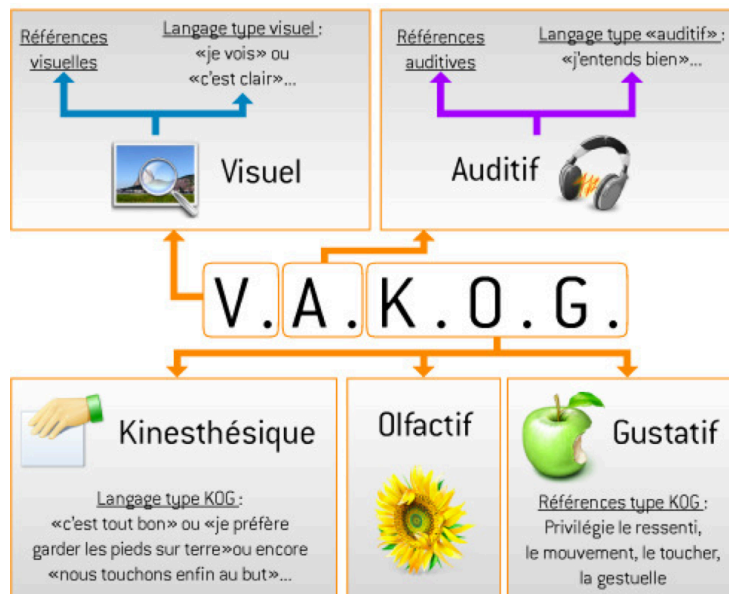 Références
visuelles
Langage type visuel :
«je vois» ou
«c'est clair»...
Visuel
Références
auditives
Langage type «auditif» :
«j'entends bien»...
Auditif
V.A.K.O.G.
Kinesthésique
Langage type KOG :
«c'est tout bon» ou «je préfère
garder les pieds sur terre»ou encore
«nous touchons enfin au but»...
Olfactif
Gustatif
Références type KOG :
Privilégie le ressenti,
le mouvement, le toucher,
la gestuelle